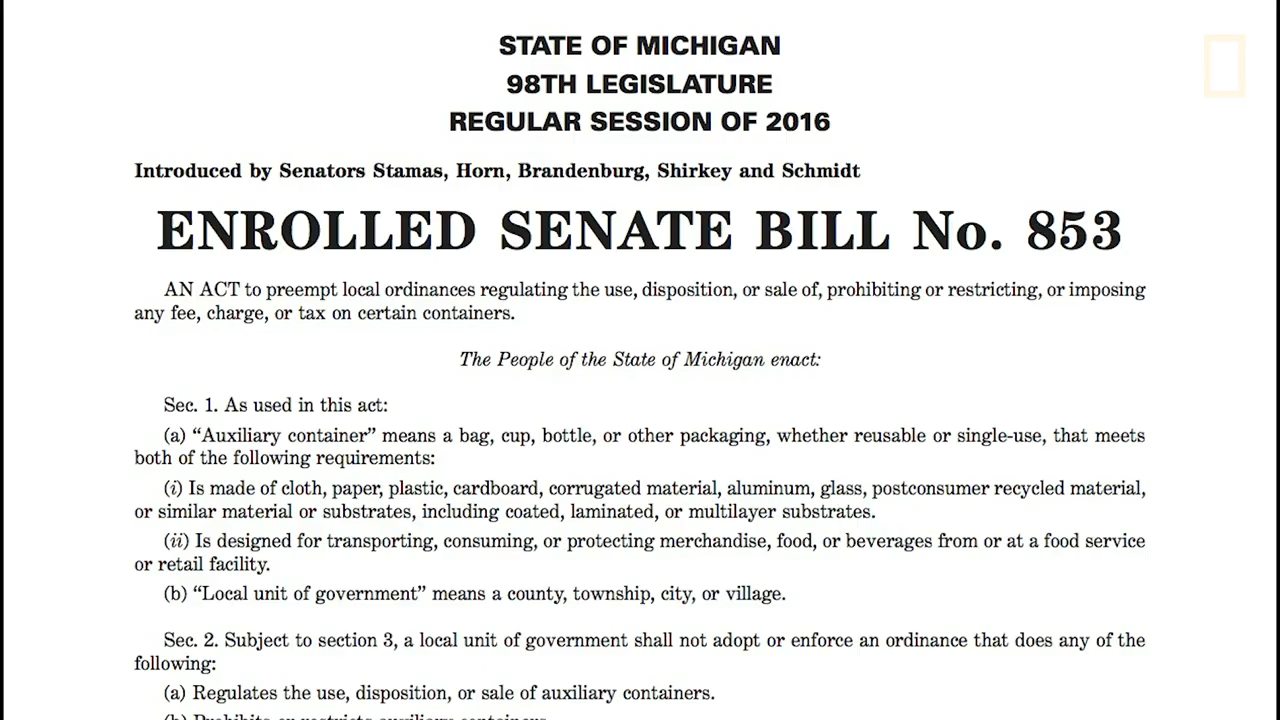 STATE OF MICHIGAN
98TH LEGISLATURE
REGULAR SESSION OF 2016
Introduced by Senators Stamas, Horn, Brandenburg, Shirkey and Schmidt
ENROLLED SENATE BILL No. 853
AN ACT to preempt local ordinances regulating the use, disposition, or sale of, prohibiting or restricting, or imposing
any fee, charge, or tax on certain containers.
The People of the State of Michigan enact:
Sec. 1. As used in this act:
(a) “Auxiliary container” means a bag, cup, bottle, or other packaging, whether reusable or single-use, that meets
both of the following requirements:
(i) Is made of cloth, paper, plastic, cardboard, corrugated material, aluminum, glass, postconsumer recycled material,
or similar material or substrates, including coated, laminated, or multilayer substrates.
(ii) Is designed for transporting, consuming, or protecting merchandise, food, or beverages from or at a food service
or retail facility.
(b) “Local unit of government” means a county, township, city, or village.
Sec. 2. Subject to section 3, a local unit of government shall not adopt or enforce an ordinance that does any of the
following:
(a) Regulates the use, disposition, or sale of auxiliary containers.
(b) Prohibits or restricts auxiliary containers.